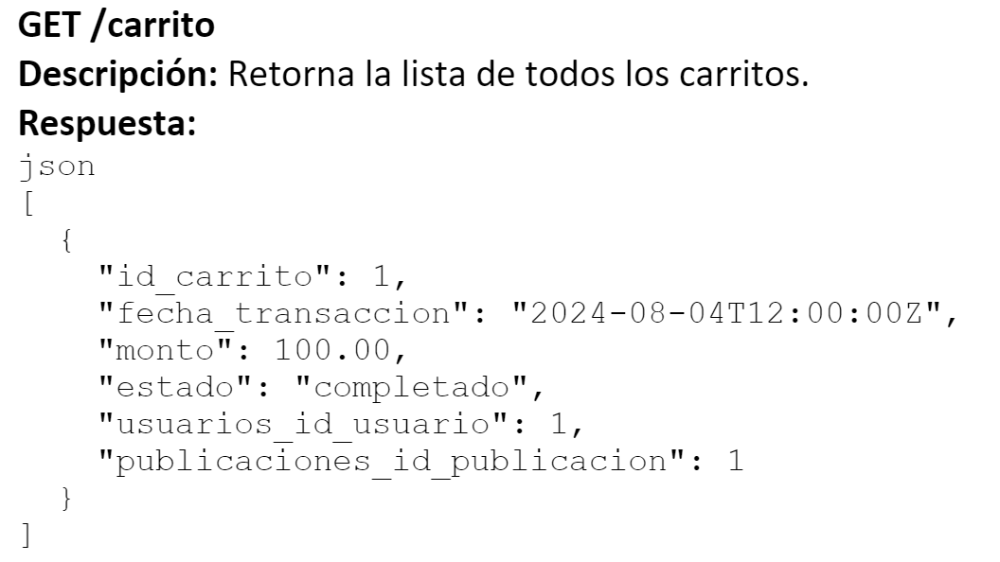 GET /carrito
Descripción: Retorna la lista de todos los carritos.
Respuesta:
json
[
  {
    "id_carrito": 1,
    "fecha_transaccion": "2024-08-04T12:00:00Z",
    "monto": 100.00,
    "estado": "completado",
    "usuarios_id_usuario": 1,
    "publicaciones_id_publicacion": 1
  }
]